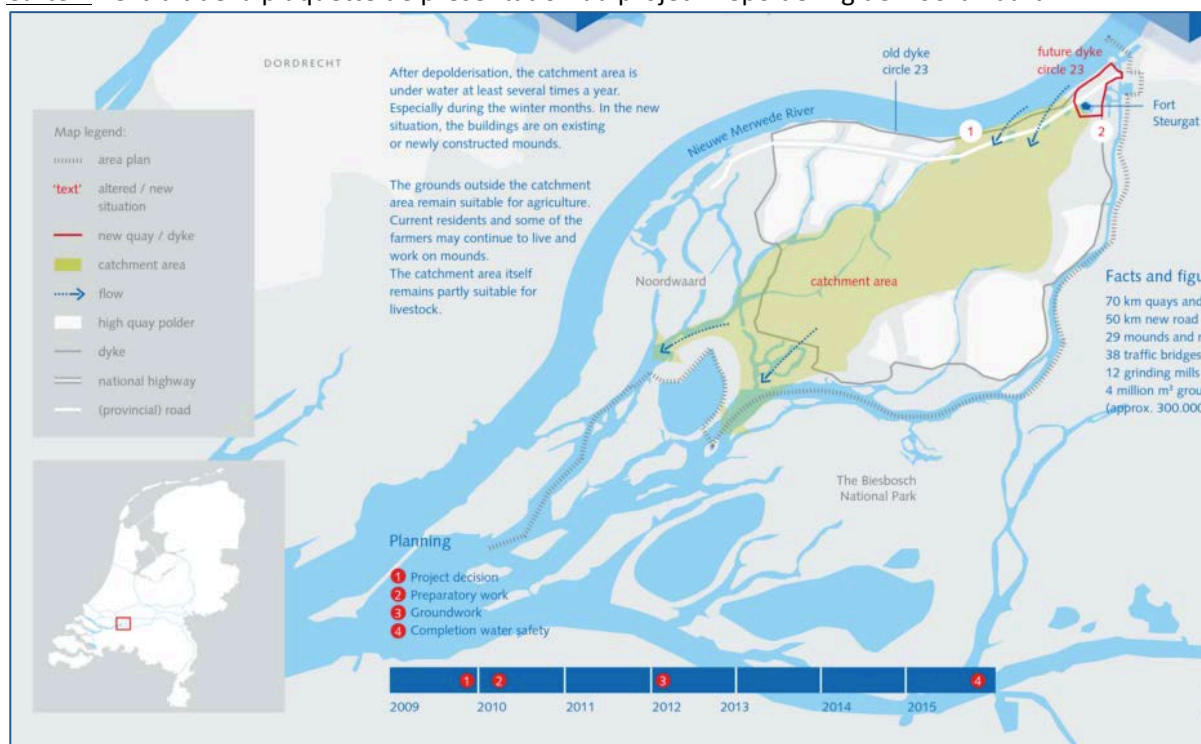 DORDRECHT
After depolderisation, the catchment area is
under water at least several times a year.
Especially during the winter months. In the new
situation, the buildings are on existing
or newly constructed mounds.
The grounds outside the catchment
area remain suitable for agriculture.
Current residents and some of the
farmers may continue to live and
work on mounds.
The catchment area itself
remains partly suitable for
livestock.
old dyke
circle 23
future dyke
circle 23
Nieuwe Merwede River
1
2
Fort
Steurgat
Map legend:
area plan
'text' altered / new
situation
new quay / dyke
catchment area
flow
high quay polder
dyke
national highway
(provincial) road
Noordwaard
catchment area
Facts and figu
70 km quays and
50 km new road
29 mounds and
38 traffic bridges
12 grinding mills
4 million m³ grou
(approx. 300.000
The Biesbosch
National Park
Planning
1 Project decision
2 Preparatory work
3 Groundwork
4 Completion water safety
1 2 3 4
2009 2010 2011 2012 2013 2014 2015